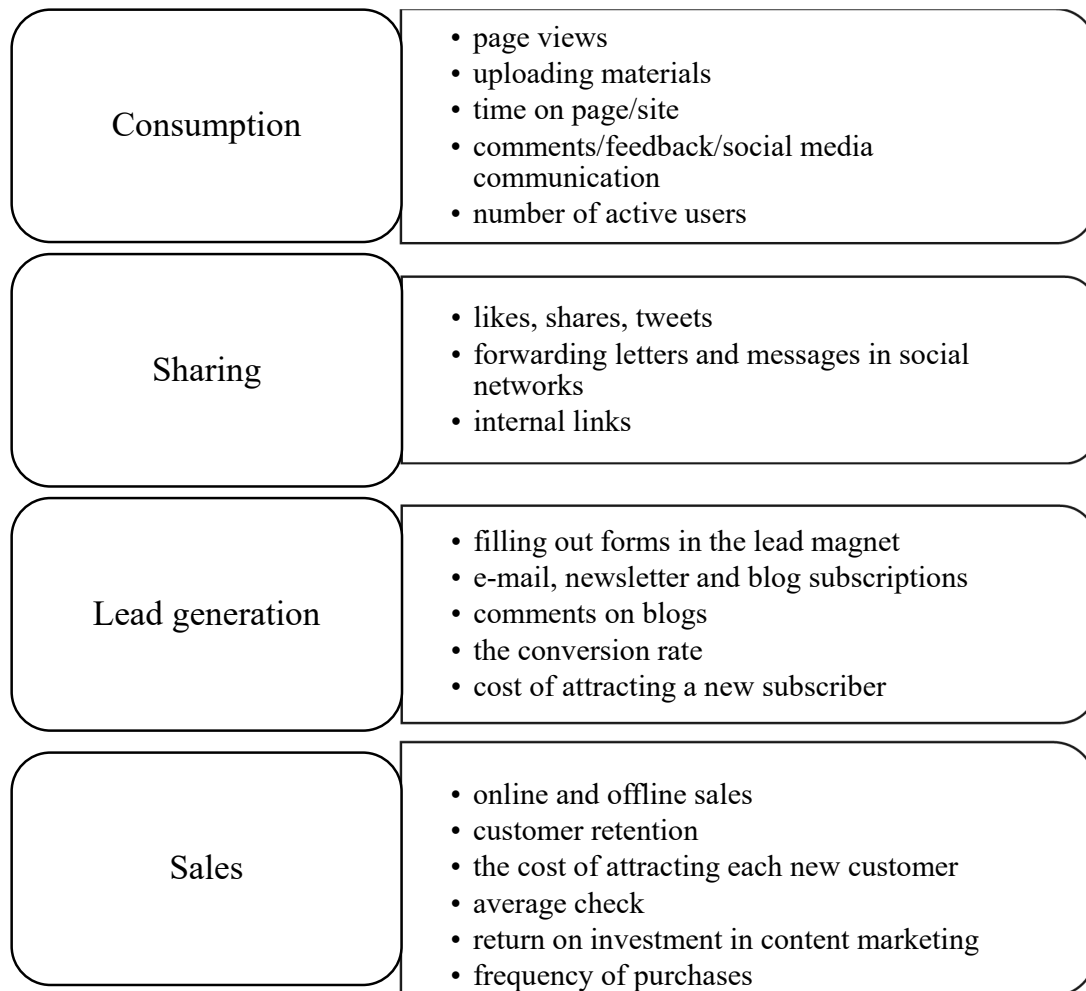 Consumption
• page views
• uploading materials
• time on page/site
• comments/feedback/social media
communication
• number of active users
Sharing
• likes, shares, tweets
• forwarding letters and messages in social
networks
• internal links
Lead generation
• filling out forms in the lead magnet
• e-mail, newsletter and blog subscriptions
• comments on blogs
• the conversion rate
• cost of attracting a new subscriber
Sales
• online and offline sales
• customer retention
• the cost of attracting each new customer
• average check
• return on investment in content marketing
• frequency of purchases